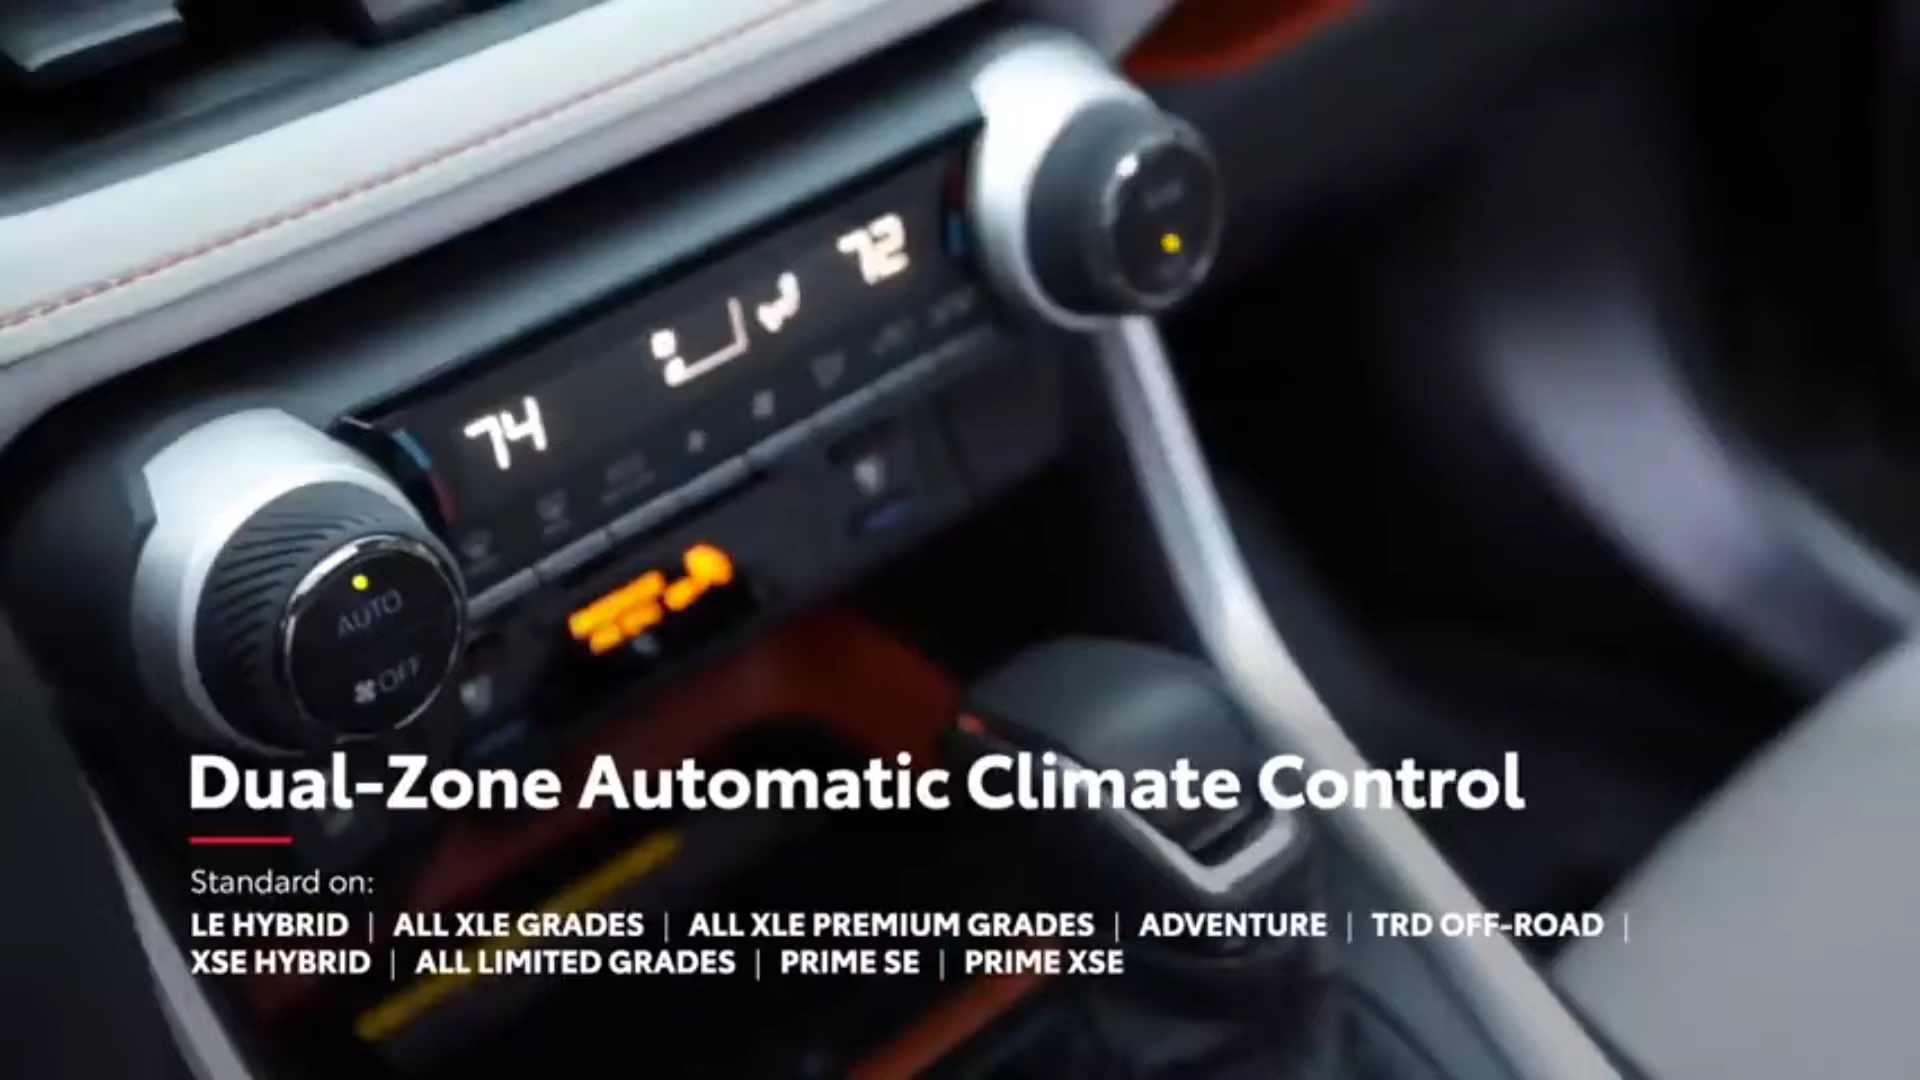 72
74
AUTO
OFF
Dual-Zone Automatic Climate Control
Standard on:
LE HYBRID | ALL XLE GRADES | ALL XLE PREMIUM GRADES | ADVENTURE | TRD OFF-ROAD |
XSE HYBRID | ALL LIMITED GRADES | PRIME SE | PRIME XSE